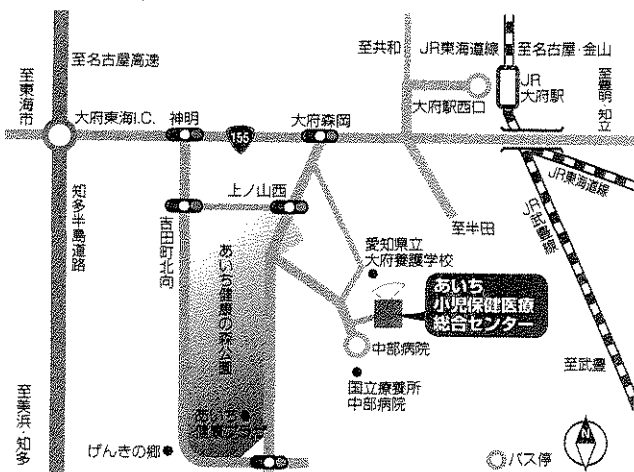 至共和
JR東海道線
至名古屋・金山
至名古屋高速
至東海市
JR
大府駅
大府駅西口
至豊明・知立
大府東海I.C.
神明
155
大府森岡
JR東海道線
JR武豊線
上ノ山西
知多半島道路
吉田町北向
あいち健康の森公園
至半田
愛知県立
大府養護学校
あいち
小児保健医療
総合センター
中部病院
国立療養所
中部病院
至武豊
至美浜・知多
あいち
健康プラザ
げんきの郷
バス停
N